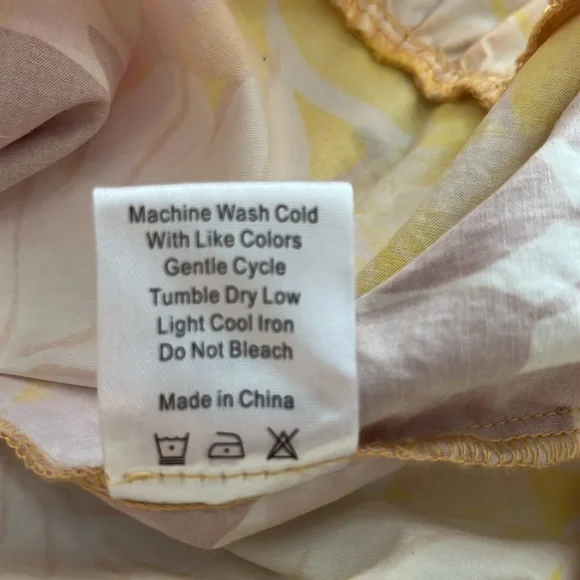 Machine Wash Cold
With Like Colors
Gentle Cycle
Tumble Dry Low
Light Cool Iron
Do Not Bleach
Made in China